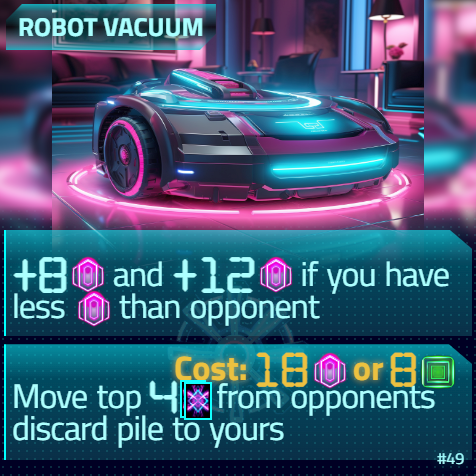 ROBOT VACUUM
+8 and +12 if you have
less than opponent
Cost: 18 or 8
Move top 4 from opponents
discard pile to yours
#49